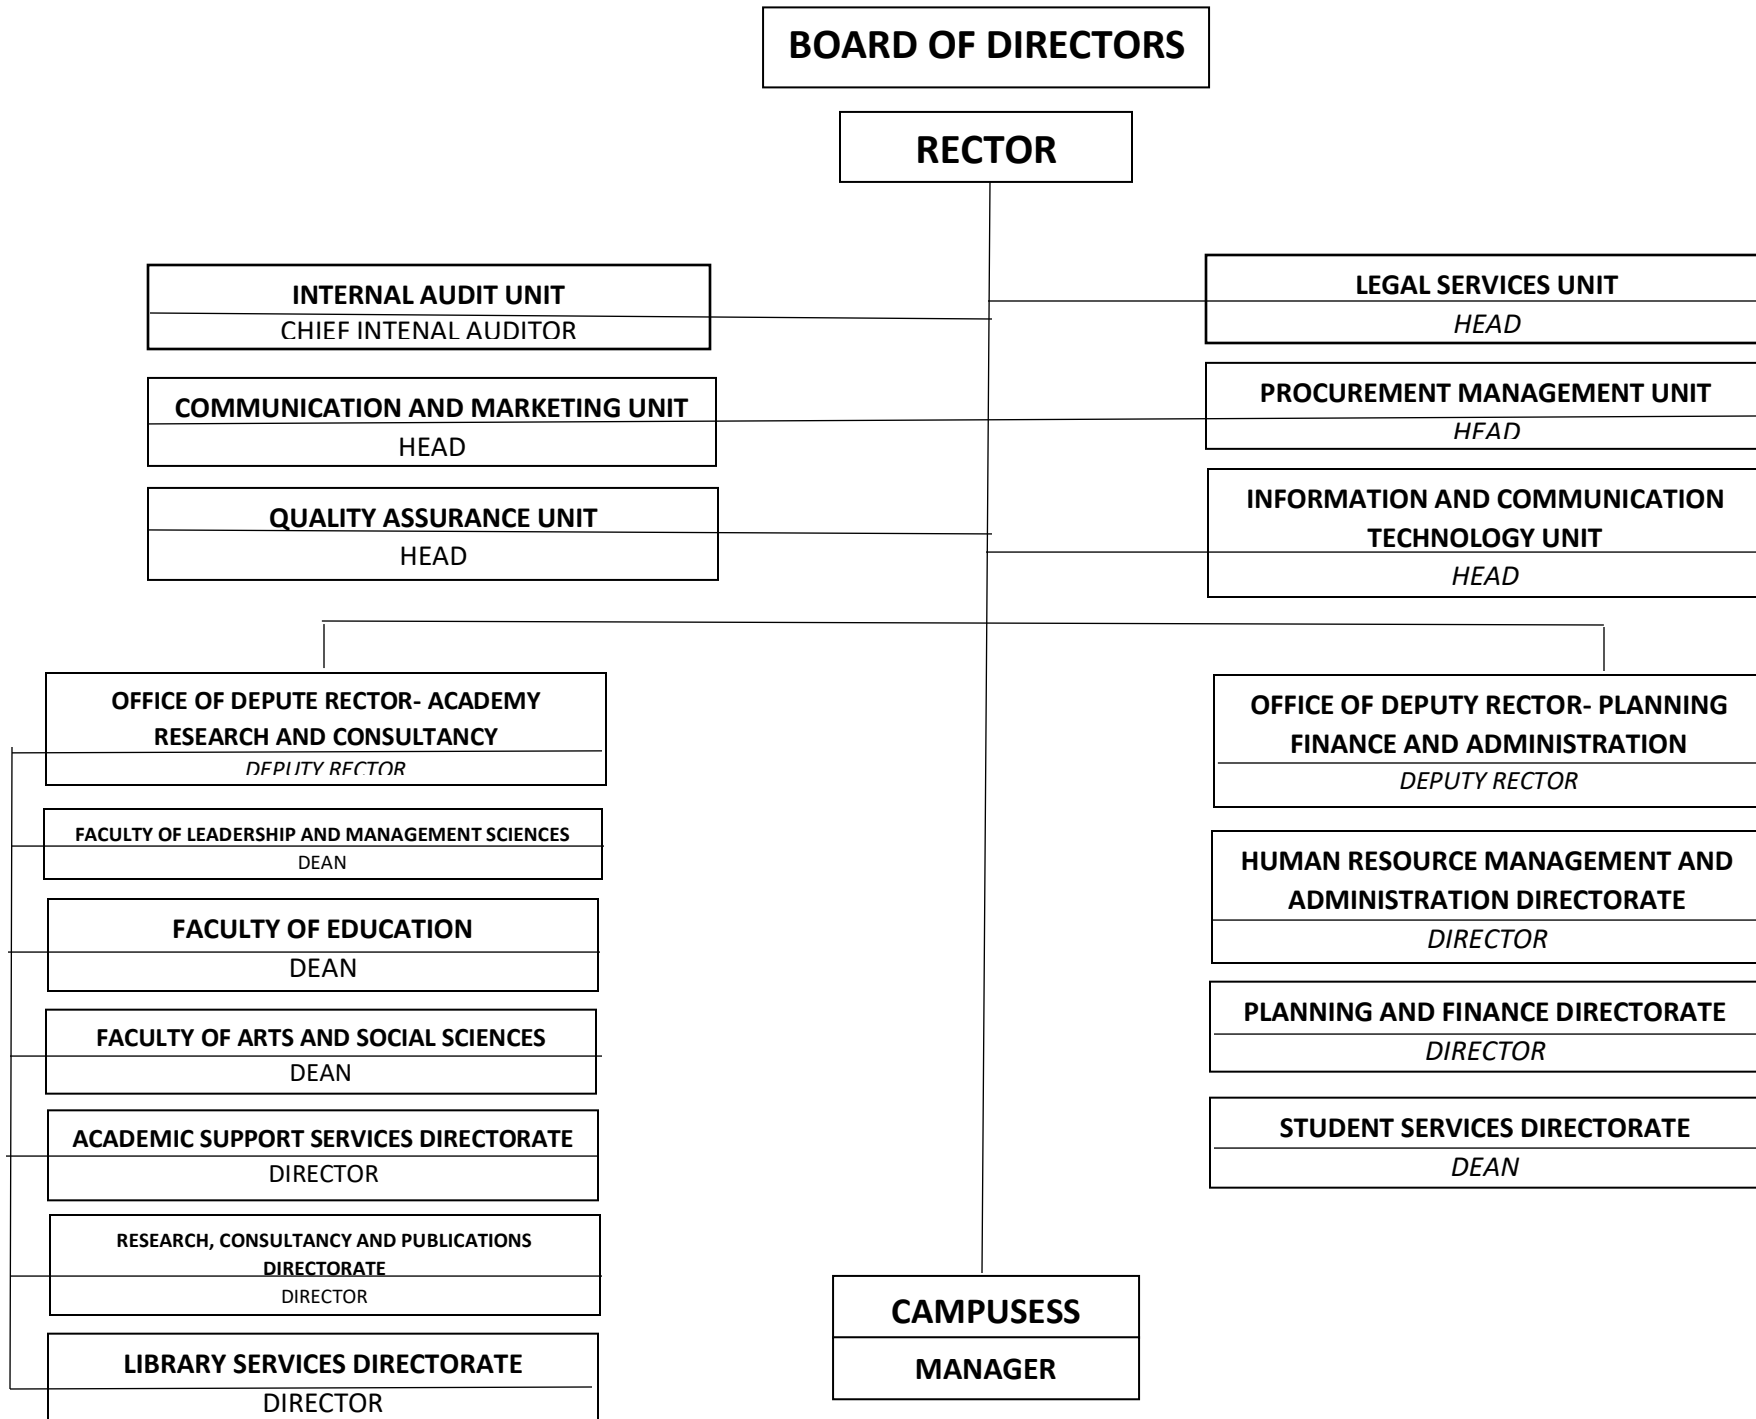 BOARD OF DIRECTORS
RECTOR
INTERNAL AUDIT UNIT
CHIEF INTENAL AUDITOR
LEGAL SERVICES UNIT
HEAD
COMMUNICATION AND MARKETING UNIT
HEAD
PROCUREMENT MANAGEMENT UNIT
HEAD
QUALITY ASSURANCE UNIT
HEAD
INFORMATION AND COMMUNICATION
TECHNOLOGY UNIT
HEAD
OFFICE OF DEPUTE RECTOR- ACADEMY
RESEARCH AND CONSULTANCY
DEPUTY RECTOR
FACULTY OF LEADERSHIP AND MANAGEMENT SCIENCES
DEAN
FACULTY OF EDUCATION
DEAN
FACULTY OF ARTS AND SOCIAL SCIENCES
DEAN
ACADEMIC SUPPORT SERVICES DIRECTORATE
DIRECTOR
RESEARCH, CONSULTANCY AND PUBLICATIONS
DIRECTORATE
DIRECTOR
LIBRARY SERVICES DIRECTORATE
DIRECTOR
OFFICE OF DEPUTY RECTOR- PLANNING
FINANCE AND ADMINISTRATION
DEPUTY RECTOR
HUMAN RESOURCE MANAGEMENT AND
ADMINISTRATION DIRECTORATE
DIRECTOR
PLANNING AND FINANCE DIRECTORATE
DIRECTOR
STUDENT SERVICES DIRECTORATE
DEAN
CAMPUSESS
MANAGER